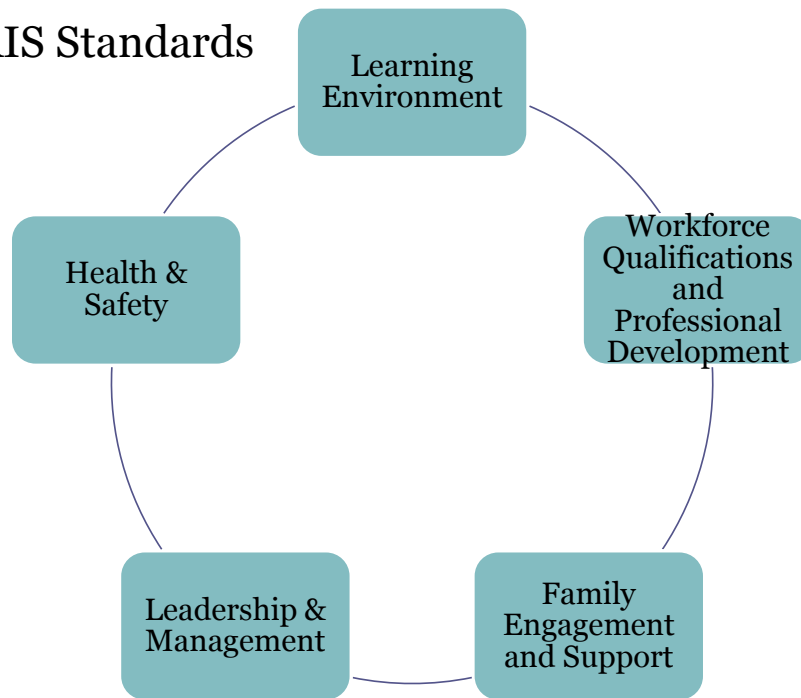 IS Standards
Learning
Environment
Workforce
Qualifications
and
Professional
Development
Family
Engagement
and Support
Leadership &
Management
Health &
Safety